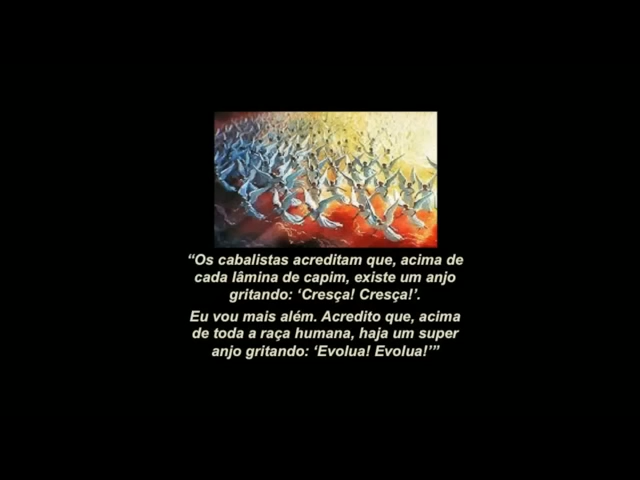 “Os cabalistas acreditam que, acima de
cada lâmina de capim, existe um anjo
gritando: ‘Cresça! Cresça!’.
Eu vou mais além. Acredito que, acima
de toda a raça humana, haja um super
anjo gritando: ‘Evolua! Evolua!’”